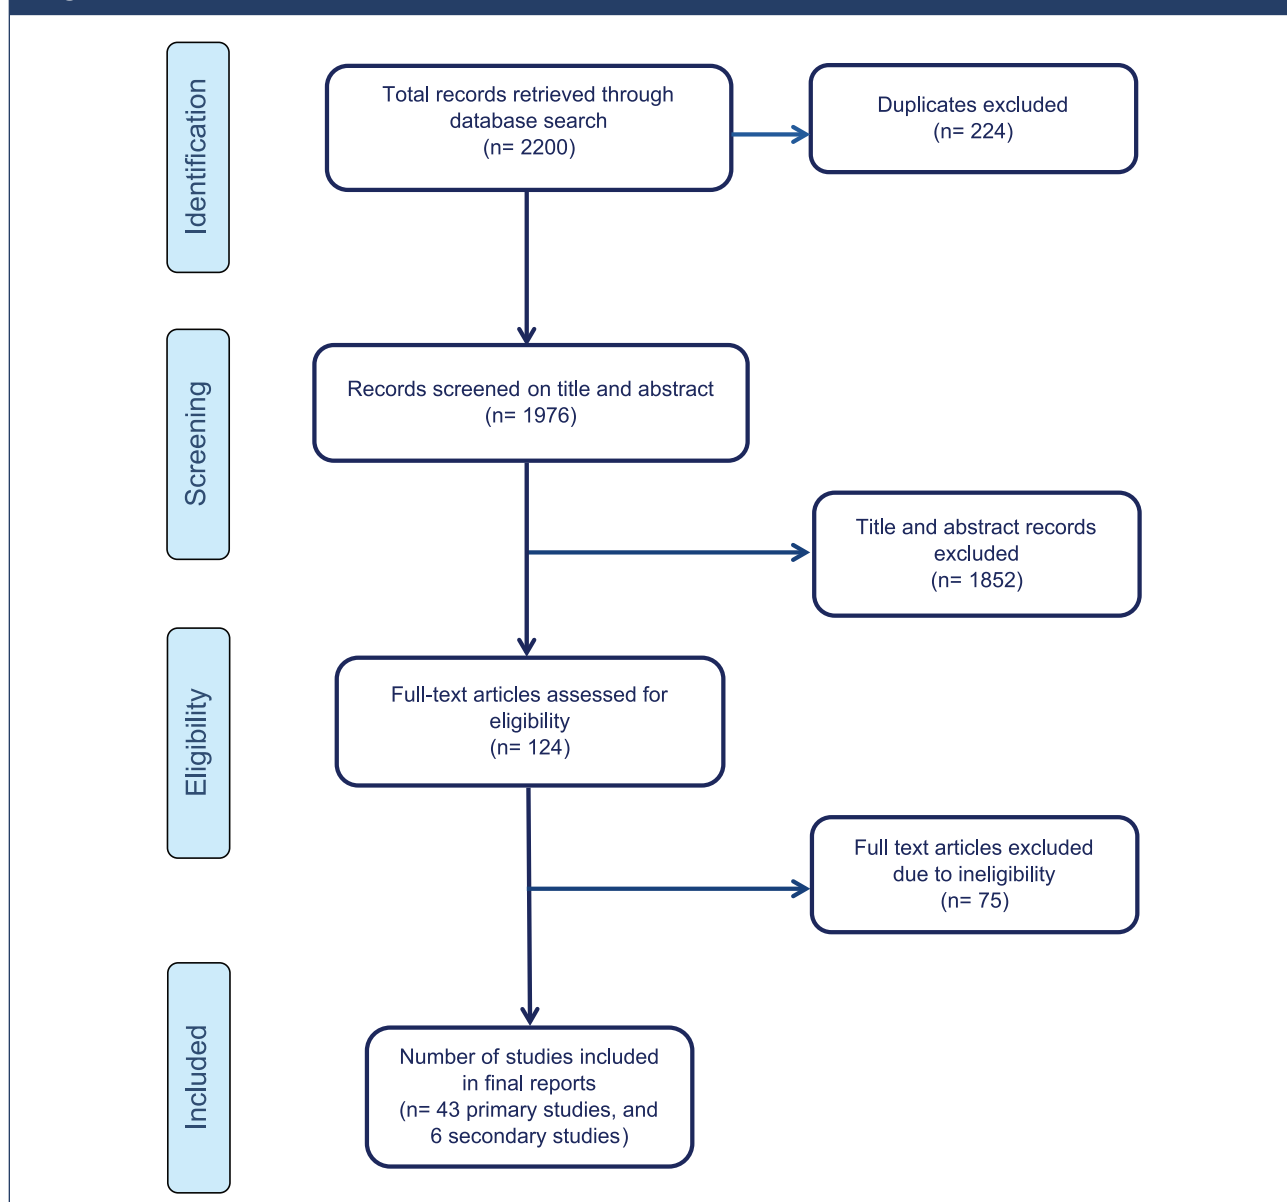 Identification
Total records retrieved through
database search
(n= 2200)
Duplicates excluded
(n= 224)
Screening
Records screened on title and abstract
(n= 1976)
Title and abstract records
excluded
(n= 1852)
Eligibility
Full-text articles assessed for
eligibility
(n= 124)
Full text articles excluded
due to ineligibility
(n= 75)
Included
Number of studies included
in final reports
(n= 43 primary studies, and
6 secondary studies)